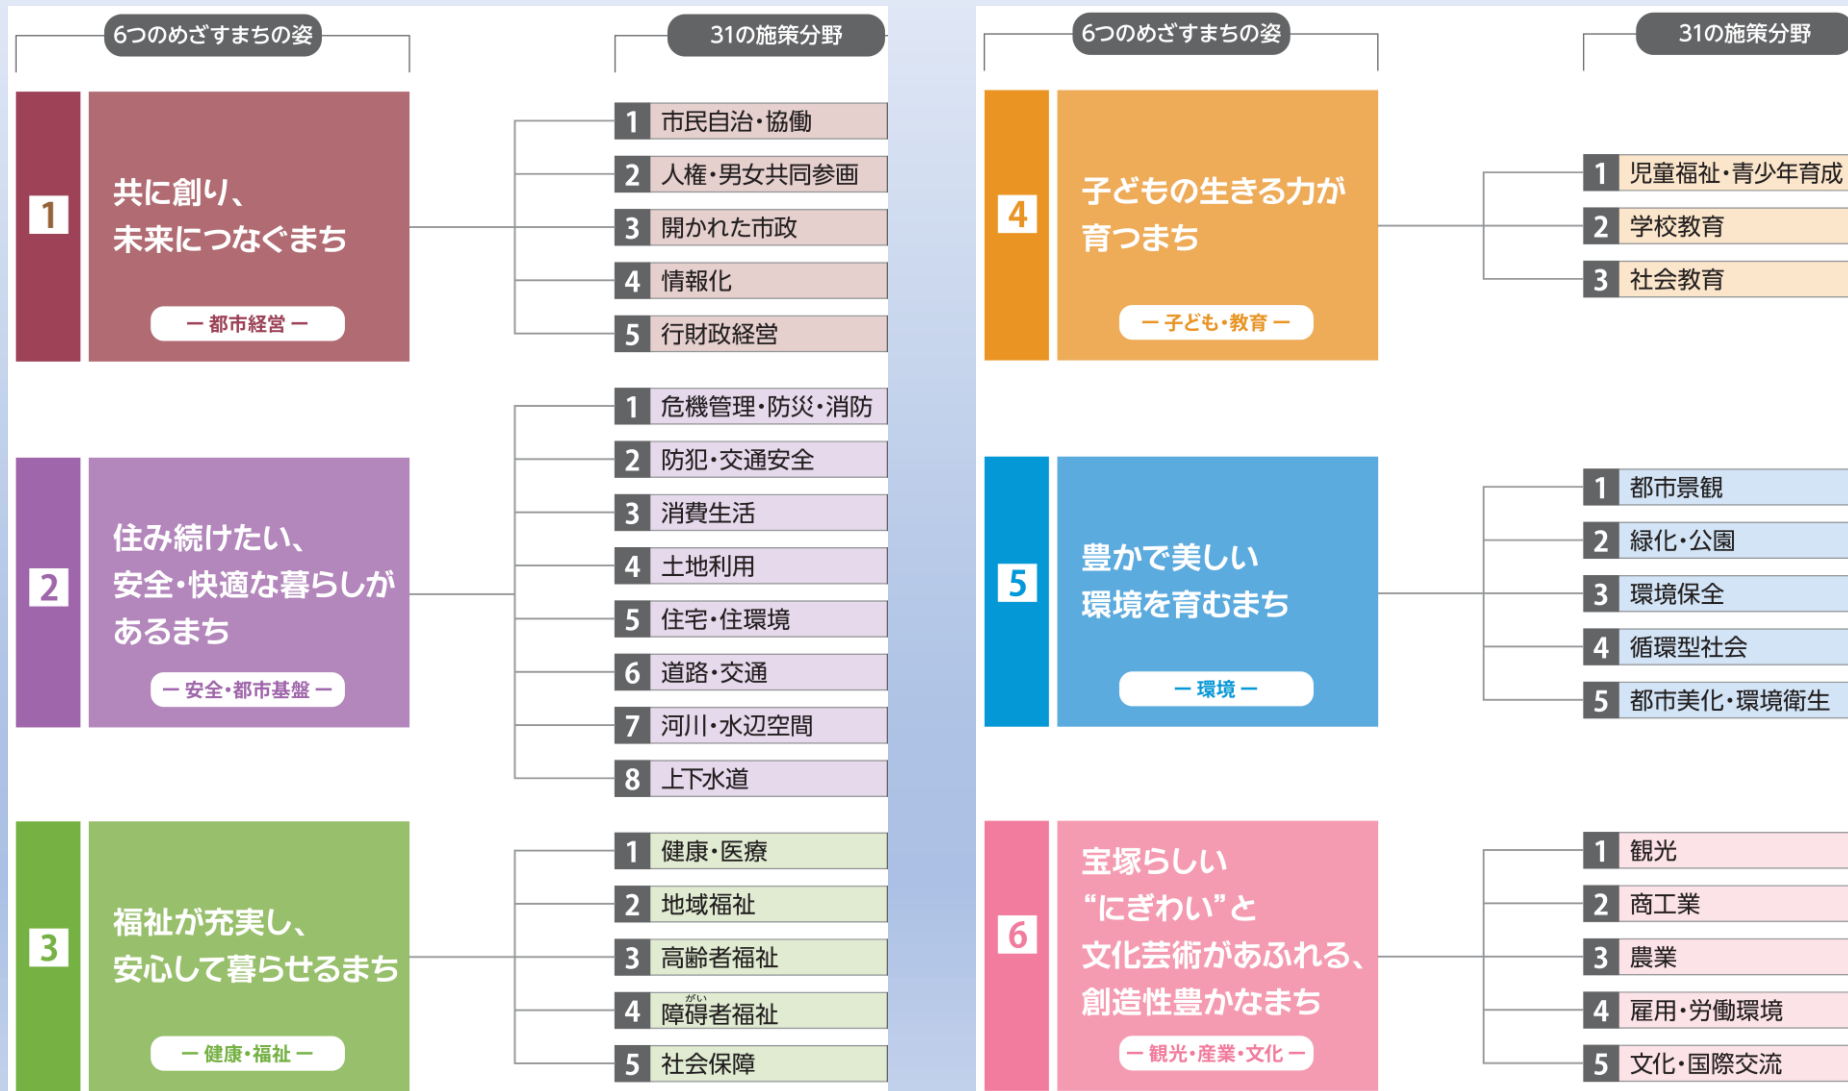 6つのめざすまちの姿
31の施策分野
1
共に創り、
未来につなぐまち
ー 都市経営 ー
1 市民自治・協働
2 人権・男女共同参画
3 開かれた市政
4 情報化
5 行財政経営
2
住み続けたい、
安全・快適な暮らしが
あるまち
ー 安全・都市基盤 ー
1 危機管理・防災・消防
2 防犯・交通安全
3 消費生活
4 土地利用
5 住宅・住環境
6 道路・交通
7 河川・水辺空間
8 上下水道
3
福祉が充実し、
安心して暮らせるまち
ー 健康・福祉 ー
1 健康・医療
2 地域福祉
3 高齢者福祉
がい
4 障碍者福祉
5 社会保障
6つのめざすまちの姿
31の施策分野
4
子どもの生きる力が
育つまち
ー 子ども・教育 ー
1 児童福祉・青少年育成
2 学校教育
3 社会教育
5
豊かで美しい
環境を育むまち
ー 環境 ー
1 都市景観
2 緑化・公園
3 環境保全
4 循環型社会
5 都市美化・環境衛生
6
宝塚らしい
“にぎわい”と
文化芸術があふれる、
創造性豊かなまち
ー 観光・産業・文化 ー
1 観光
2 商工業
3 農業
4 雇用・労働環境
5 文化・国際交流